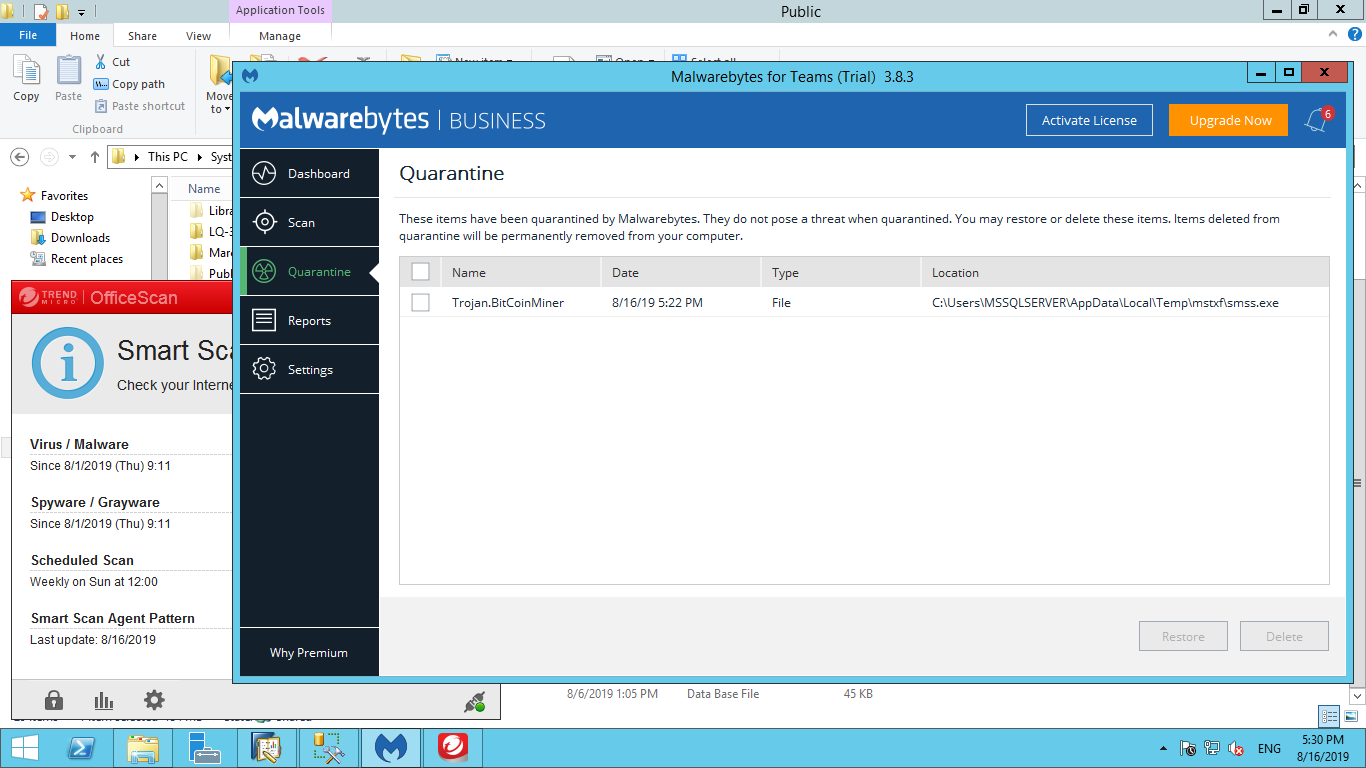 Application Tools
Public
File
Home
Share
View
Manage
Copy
Paste
Cut
Copy path
Paste shortcut
Move
to
Clipboard
This PC
Syst
Favorites
Desktop
Downloads
Recent places
Name
Libra
LQ-3
Marc
Publ
Malwarebytes for Teams (Trial) 3.8.3
Malwarebytes | BUSINESS
Activate License
Upgrade Now
6
Dashboard
Scan
Quarantine
Reports
Settings
Why Premium
Quarantine
These items have been quarantined by Malwarebytes. They do not pose a threat when quarantined. You may restore or delete these items. Items deleted from
quarantine will be permanently removed from your computer.
Name Date Type Location
Trojan.BitCoinMiner 8/16/19 5:22 PM File C:\Users\MSSQLSERVER\AppData\Local\Temp\mstxf\smss.exe
Restore
Delete
TREND MICRO OfficeScan
Smart Sca
Check your Interne
Virus / Malware
Since 8/1/2019 (Thu) 9:11
Spyware / Grayware
Since 8/1/2019 (Thu) 9:11
Scheduled Scan
Weekly on Sun at 12:00
Smart Scan Agent Pattern
Last update: 8/16/2019
8/6/2019 1:05 PM Data Base File 45 KB
ENG
5:30 PM
8/16/2019